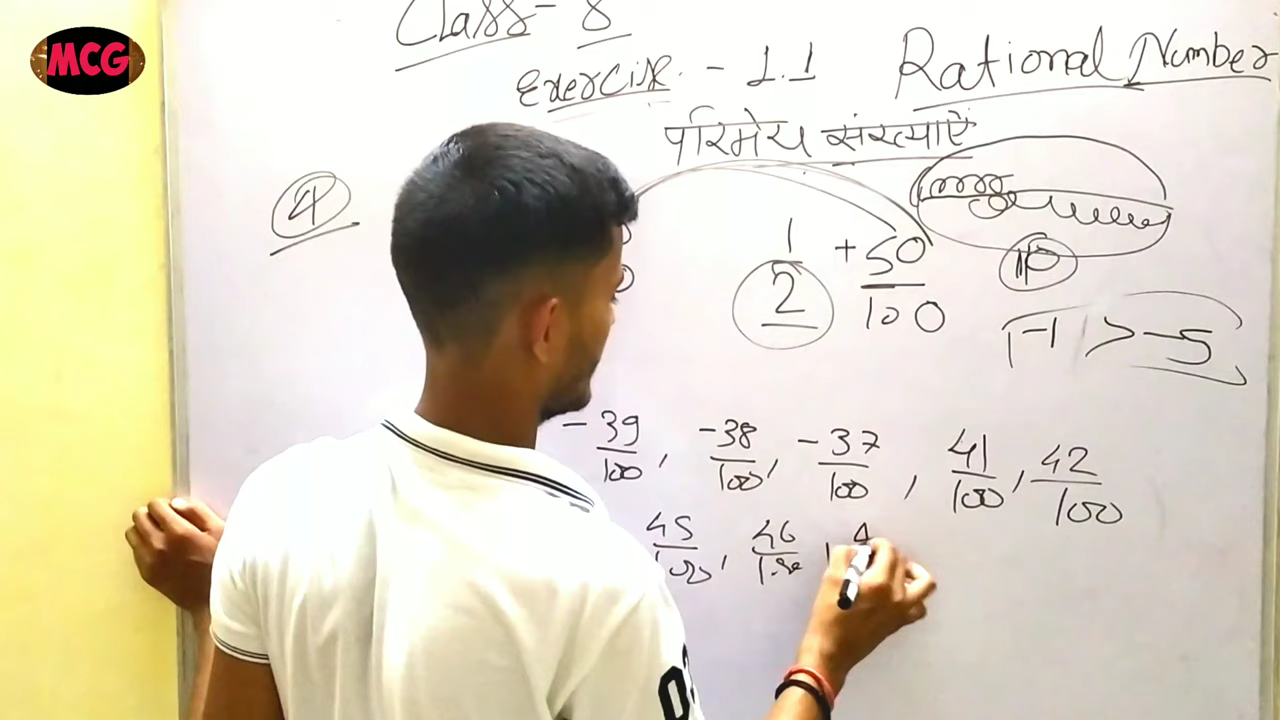 MCG
Class- 8
Exercise. - 1.1 Rational Number
परिमेय संख्याएँ
4
1/2 + 50/100
10
-1 > -5
-39/100, -38/100, -37/100, 41/100, 42/100
45/100, 46/100, 4